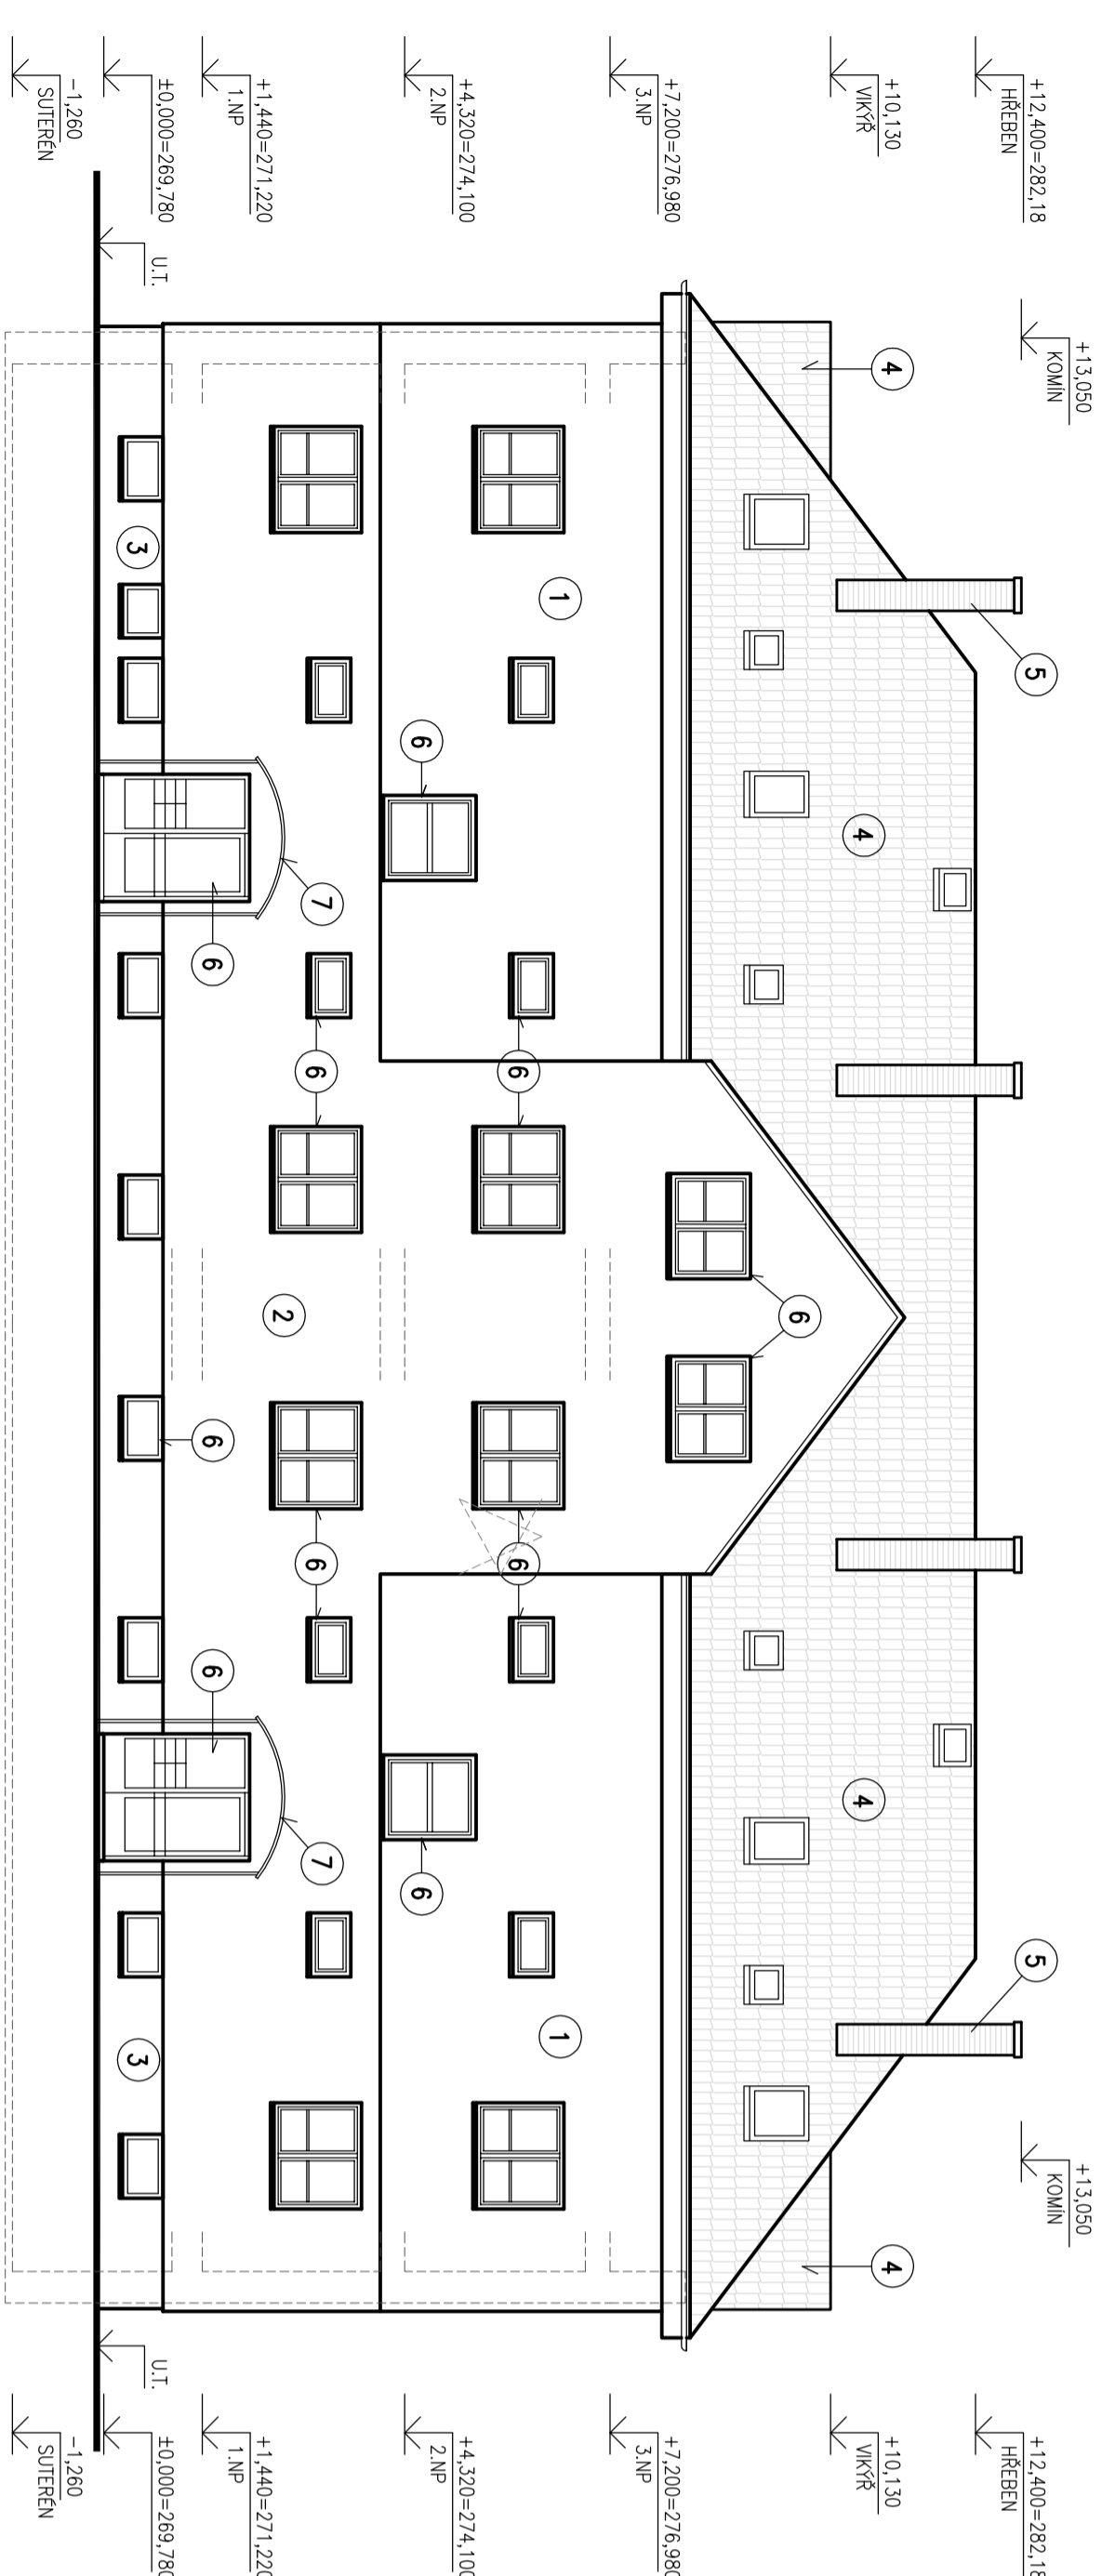 +13,050
KOMÍN
+12,400=282,18
HŘEBEN
+10,130
VIKÝŘ
+7,200=276,980
3.NP
+4,320=274,100
2.NP
+1,440=271,220
1.NP
±0,000=269,780
U.T.
-1,260
SUTERÉN
5
5
4
4
4
4
6
1
1
6
6
6
6
7
7
6
6
2
6
6
6
3
3
+13,050
KOMÍN
+12,400=282,18
HŘEBEN
+10,130
VIKÝŘ
+7,200=276,980
3.NP
+4,320=274,100
2.NP
+1,440=271,220
1.NP
±0,000=269,780
U.T.
-1,260
SUTERÉN